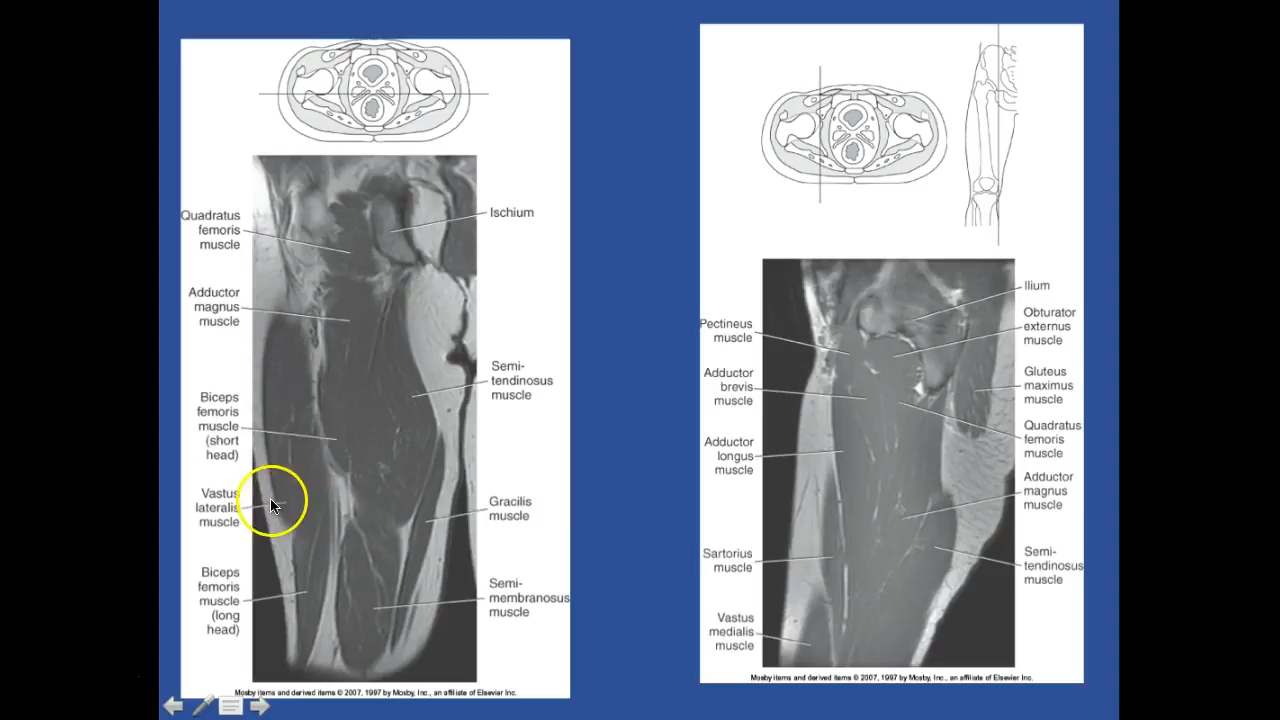 Quadratus
femoris
muscle
Ischium
Adductor
magnus
muscle
Semi-
tendinosus
muscle
Biceps
femoris
muscle
(short
head)
Vastus
lateralis
muscle
Gracilis
muscle
Biceps
femoris
muscle
(long
head)
Semi-
membranosus
muscle
Mosby items and derived items © 2007, 1997 by Mosby, Inc., an affiliate of Elsevier Inc.
Pectineus
muscle
Ilium
Obturator
externus
muscle
Adductor
brevis
muscle
Gluteus
maximus
muscle
Adductor
longus
muscle
Quadratus
femoris
muscle
Adductor
magnus
muscle
Sartorius
muscle
Semi-
tendinosus
muscle
Vastus
medialis
muscle
Mosby items and derived items © 2007, 1997 by Mosby, Inc., an affiliate of Elsevier Inc.